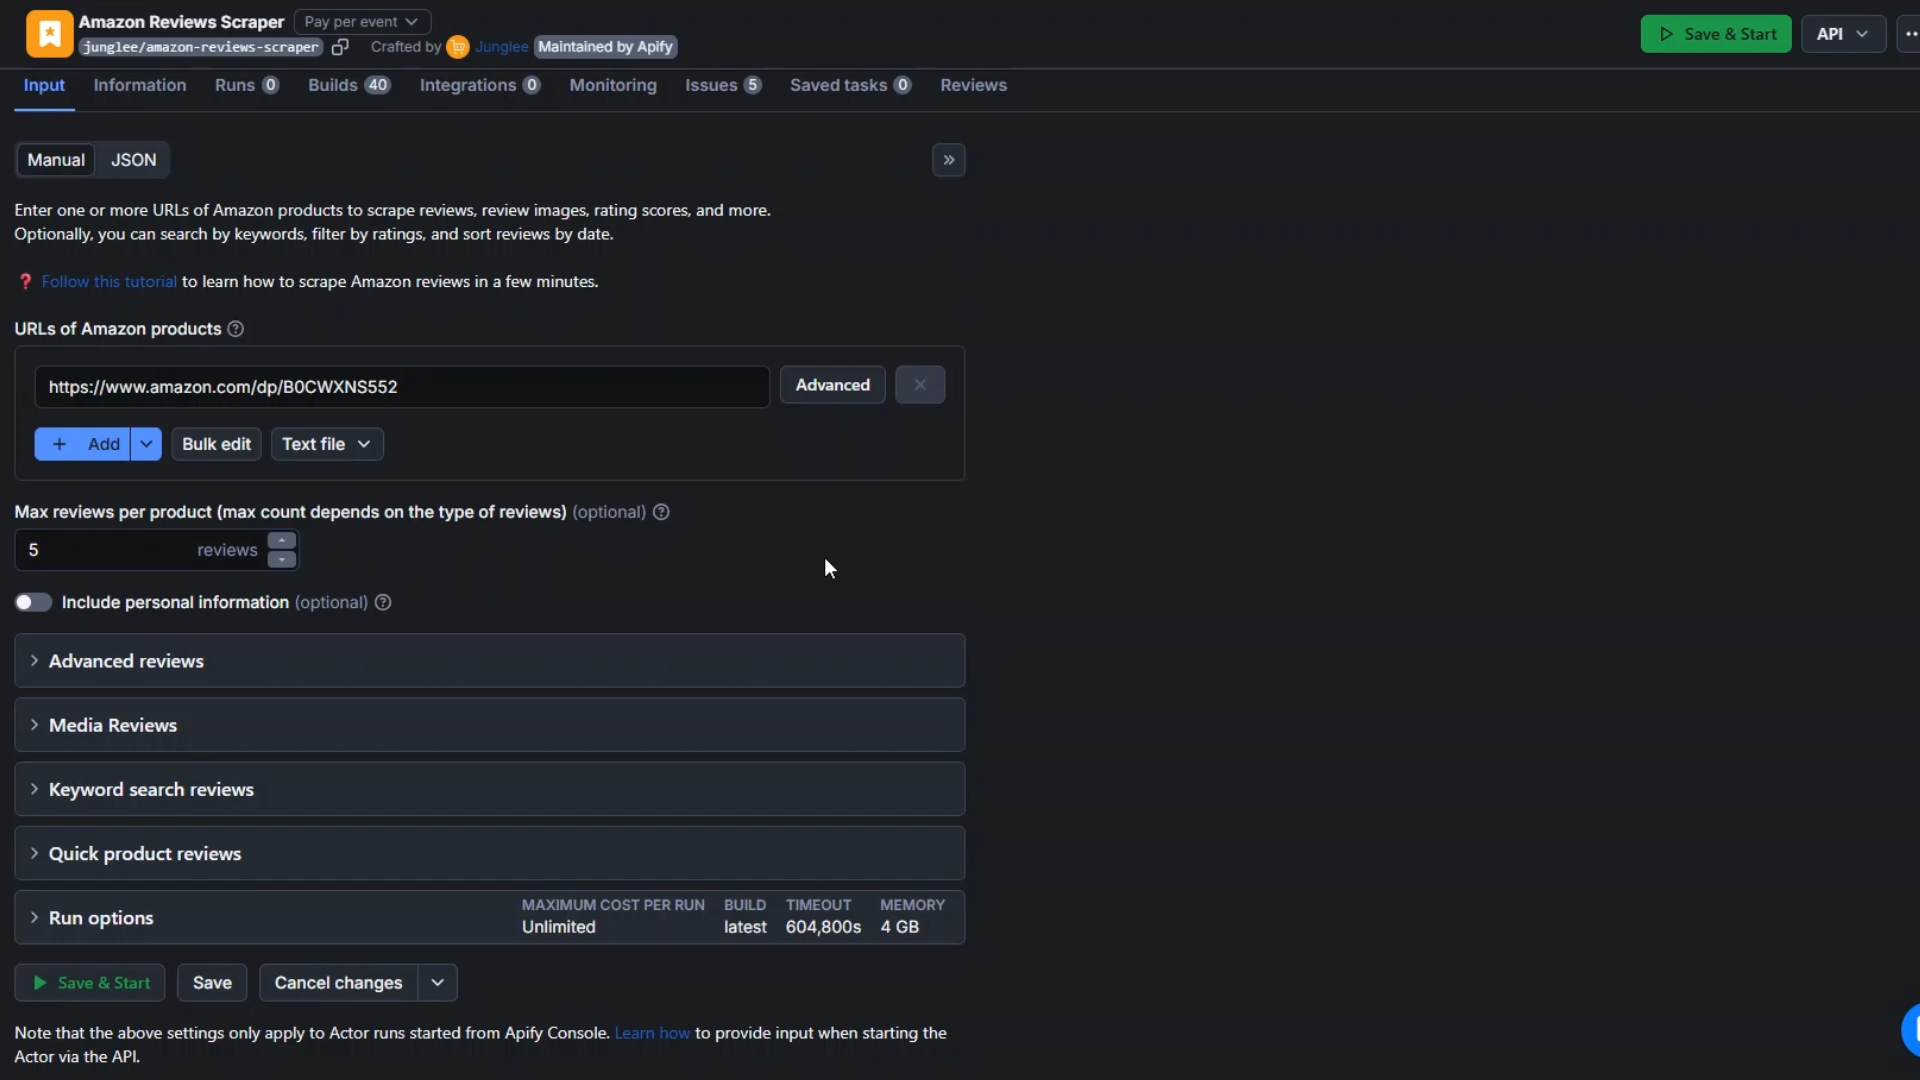 Amazon Reviews Scraper Pay per event
junglee/amazon-reviews-scraper Crafted by Junglee Maintained by Apify
Save & Start API
Input Information Runs 0 Builds 40 Integrations 0 Monitoring Issues 5 Saved tasks 0 Reviews
Manual JSON
Enter one or more URLs of Amazon products to scrape reviews, review images, rating scores, and more.
Optionally, you can search by keywords, filter by ratings, and sort reviews by date.
❓ Follow this tutorial to learn how to scrape Amazon reviews in a few minutes.
URLs of Amazon products
https://www.amazon.com/dp/B0CWXNS552 Advanced
+ Add Bulk edit Text file
Max reviews per product (max count depends on the type of reviews) (optional)
5 reviews
Include personal information (optional)
Advanced reviews
Media Reviews
Keyword search reviews
Quick product reviews
MAXIMUM COST PER RUN BUILD TIMEOUT MEMORY
Run options
Unlimited latest 604,800s 4 GB
Save & Start Save Cancel changes
Note that the above settings only apply to Actor runs started from Apify Console. Learn how to provide input when starting the
Actor via the API.